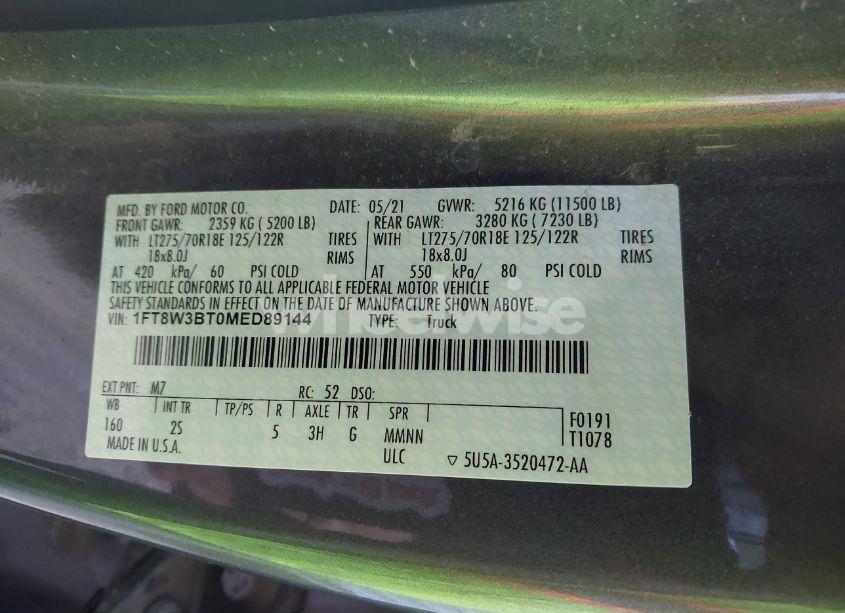 MFD. BY FORD MOTOR CO. DATE: 05/21 GVWR: 5216 KG (11500 LB)
FRONT GAWR: 2359 KG ( 5200 LB) REAR GAWR: 3280 KG ( 7230 LB)
WITH LT275/70R18E 125/122R TIRES WITH LT275/70R18E 125/122R TIRES
18x8.0J RIMS 18x8.0J RIMS
AT 420 kPa/ 60 PSI COLD AT 550 kPa/ 80 PSI COLD
THIS VEHICLE CONFORMS TO ALL APPLICABLE FEDERAL MOTOR VEHICLE
SAFETY STANDARDS IN EFFECT ON THE DATE OF MANUFACTURE SHOWN ABOVE.
VIN: 1FT8W3BT0MED89144 TYPE: Truck
wheelwise
EXT PNT: M7 RC: 52 DSO:
WB INT TR TP/PS R AXLE TR SPR
160 2S 5 3H G MMNN
F0191
T1078
MADE IN U.S.A. ULC ▽ 5U5A-3520472-AA